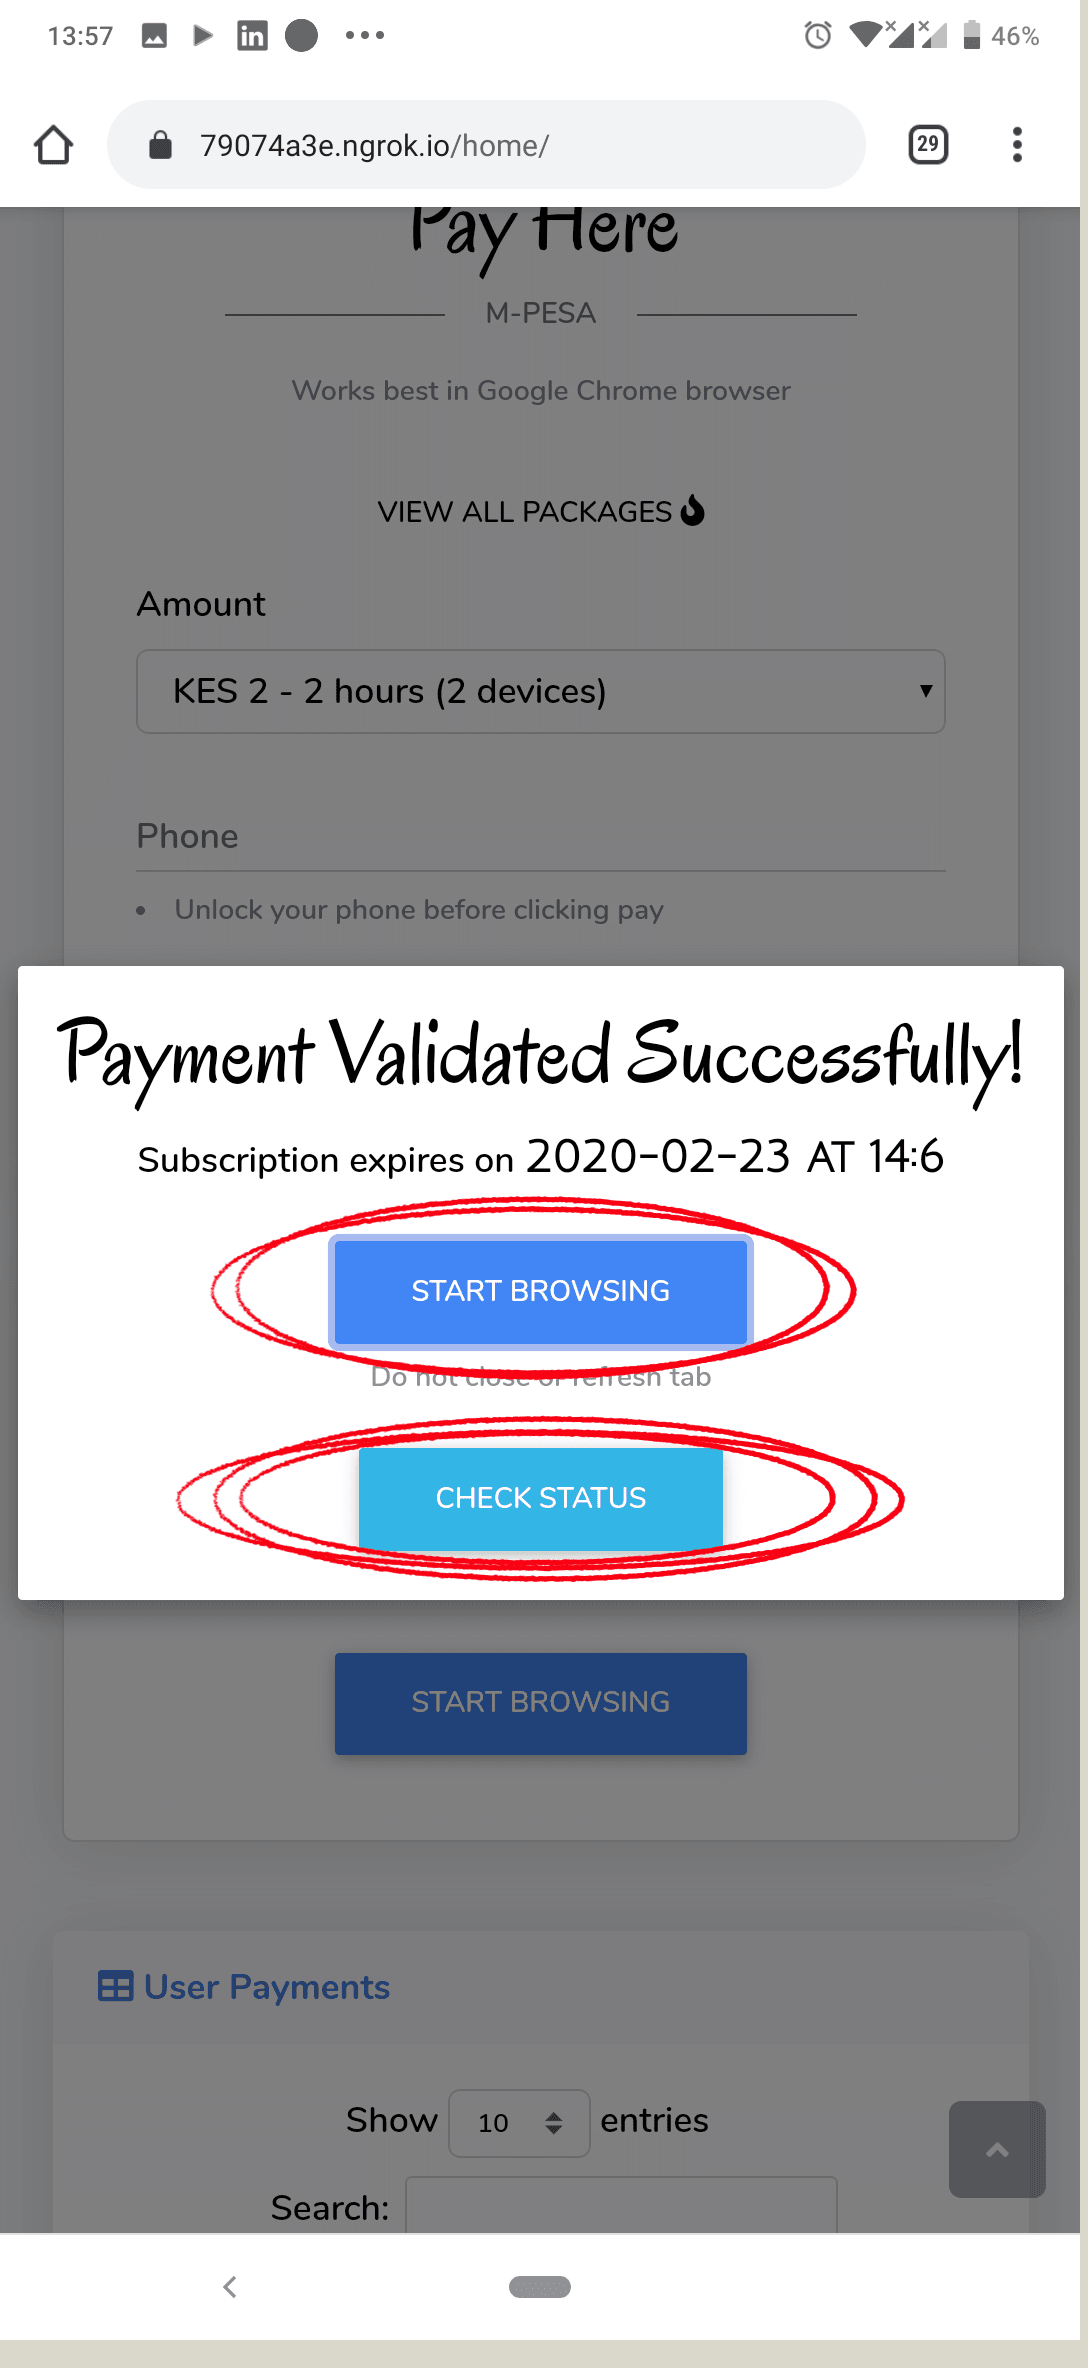 13:57
46%
79074a3e.ngrok.io/home/
29
Pay Here
M-PESA
Works best in Google Chrome browser
VIEW ALL PACKAGES
Amount
KES 2 - 2 hours (2 devices)
Phone
Unlock your phone before clicking pay
Payment Validated Successfully!
Subscription expires on 2020-02-23 AT 14:6
START BROWSING
Do not close or refresh tab
CHECK STATUS
START BROWSING
User Payments
Show 10 entries
Search: